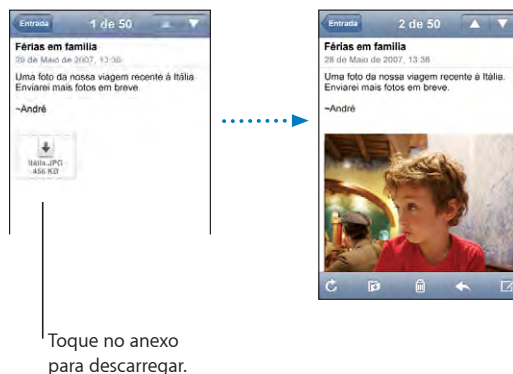 Entrada 1 de 50
Férias em família
29 de Maio de 2007, 13:36
Uma foto da nossa viagem recente à Itália
Enviarei mais fotos em breve.
~André
Itália.JPG
456 KB
Toque no anexo
para descarregar.
Entrada 2 de 50
Férias em família
28 de Maio de 2007, 13:38
Uma foto da nossa viagem recente à Itália.
Enviarei mais fotos em breve.
~André